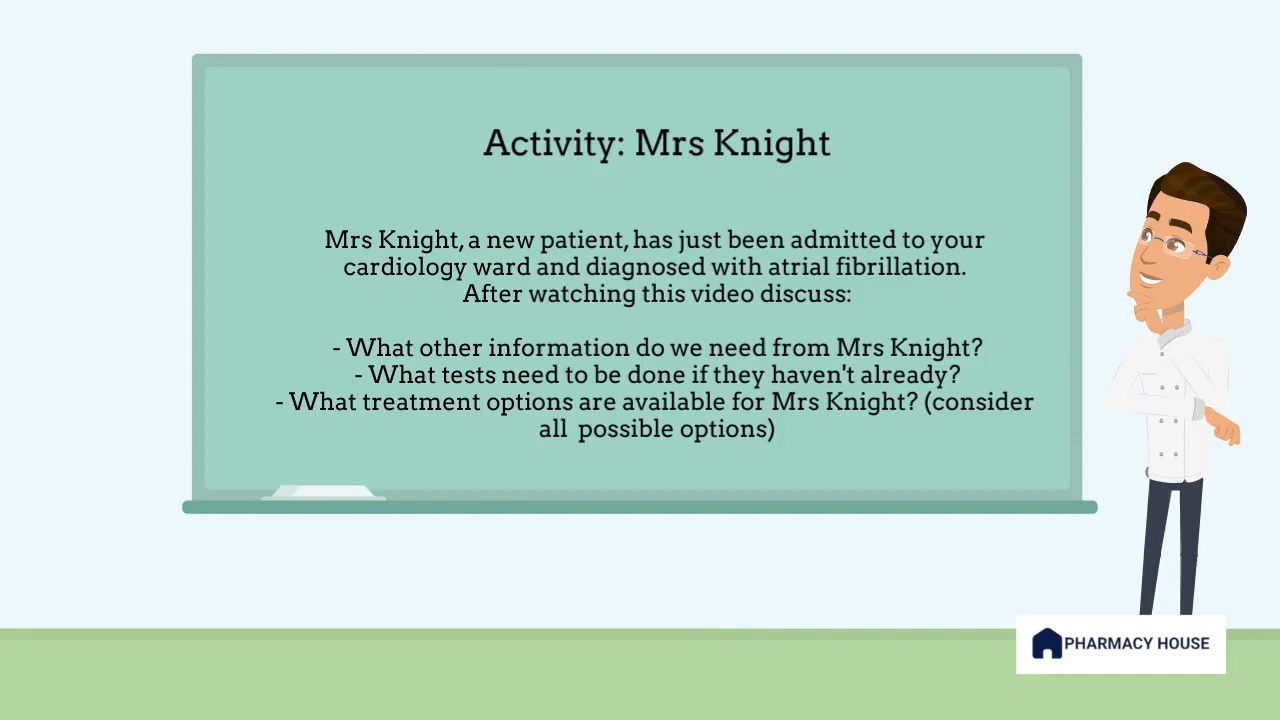 Activity: Mrs Knight
Mrs Knight, a new patient, has just been admitted to your
cardiology ward and diagnosed with atrial fibrillation.
After watching this video discuss:
- What other information do we need from Mrs Knight?
- What tests need to be done if they haven't already?
- What treatment options are available for Mrs Knight? (consider
all possible options)
PHARMACY HOUSE